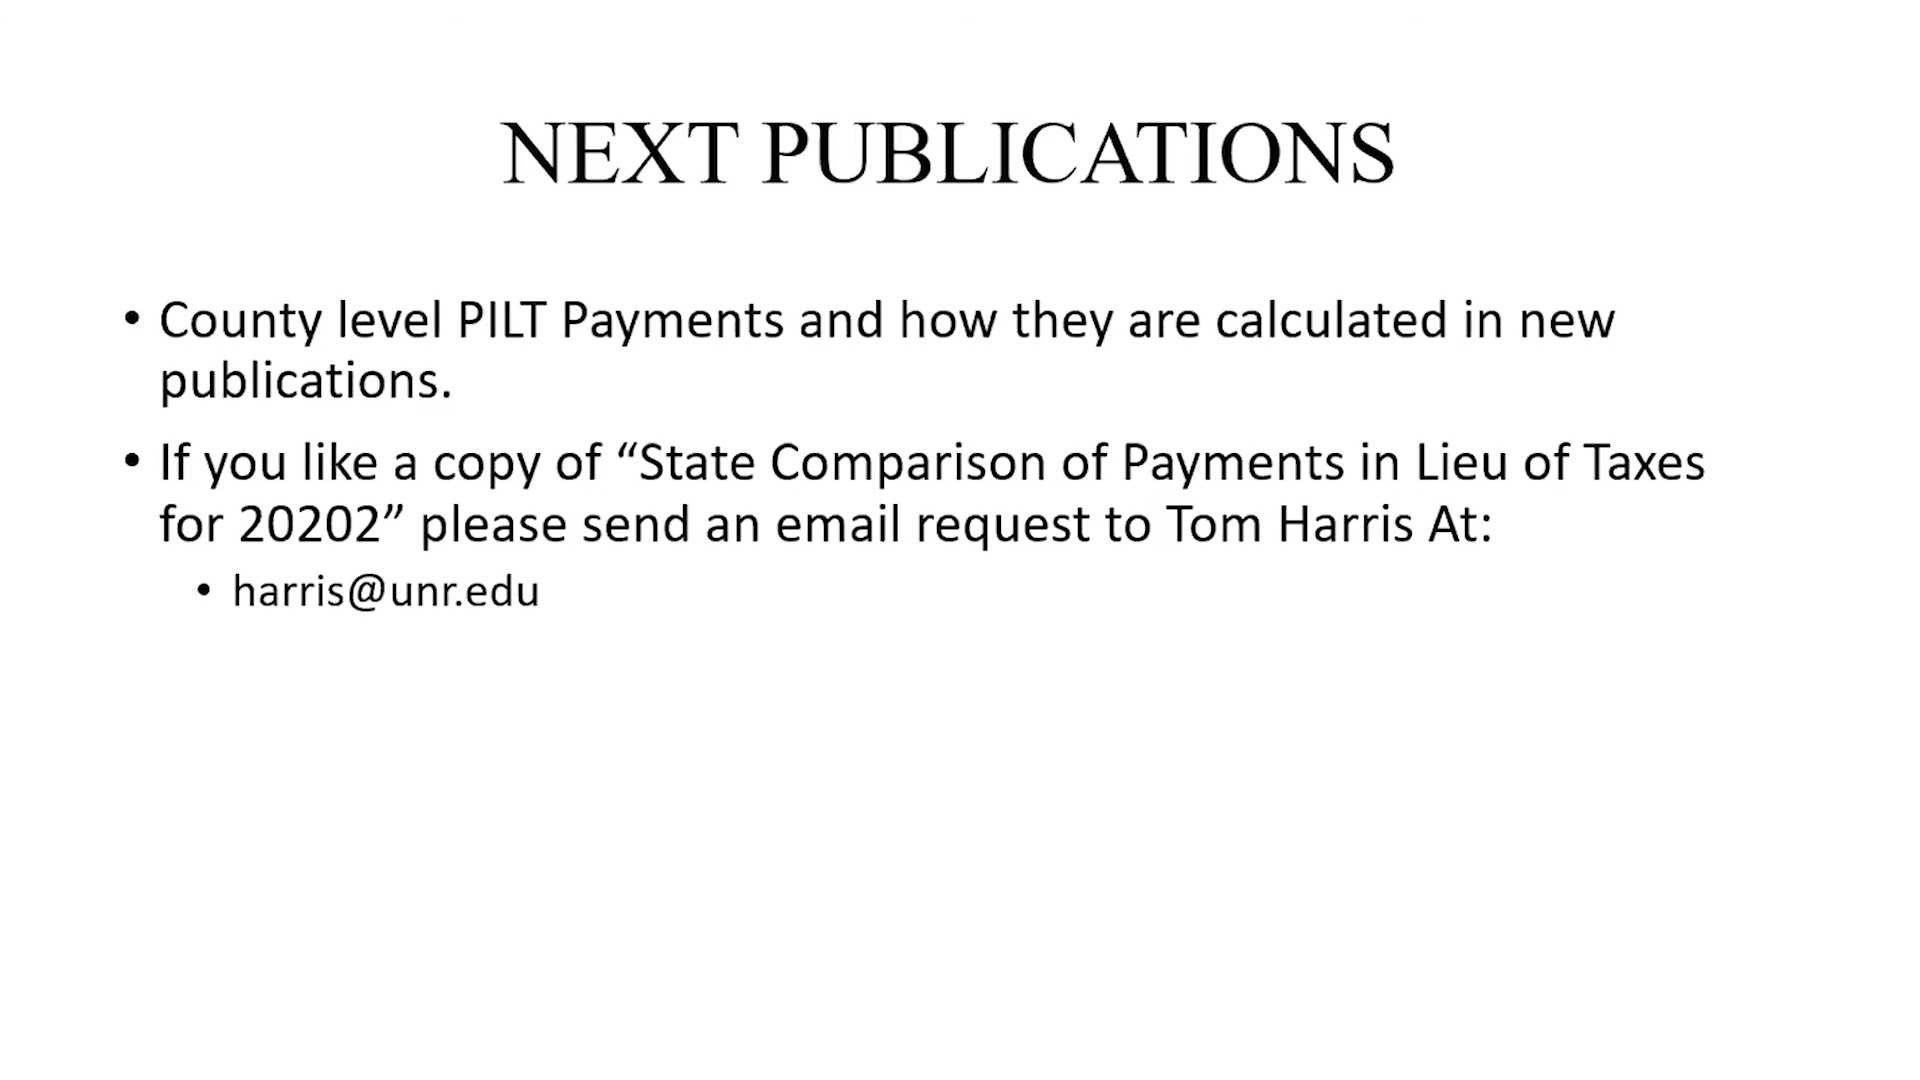 NEXT PUBLICATIONS
• County level PILT Payments and how they are calculated in new
publications.
• If you like a copy of “State Comparison of Payments in Lieu of Taxes
for 20202” please send an email request to Tom Harris At:
• harris@unr.edu